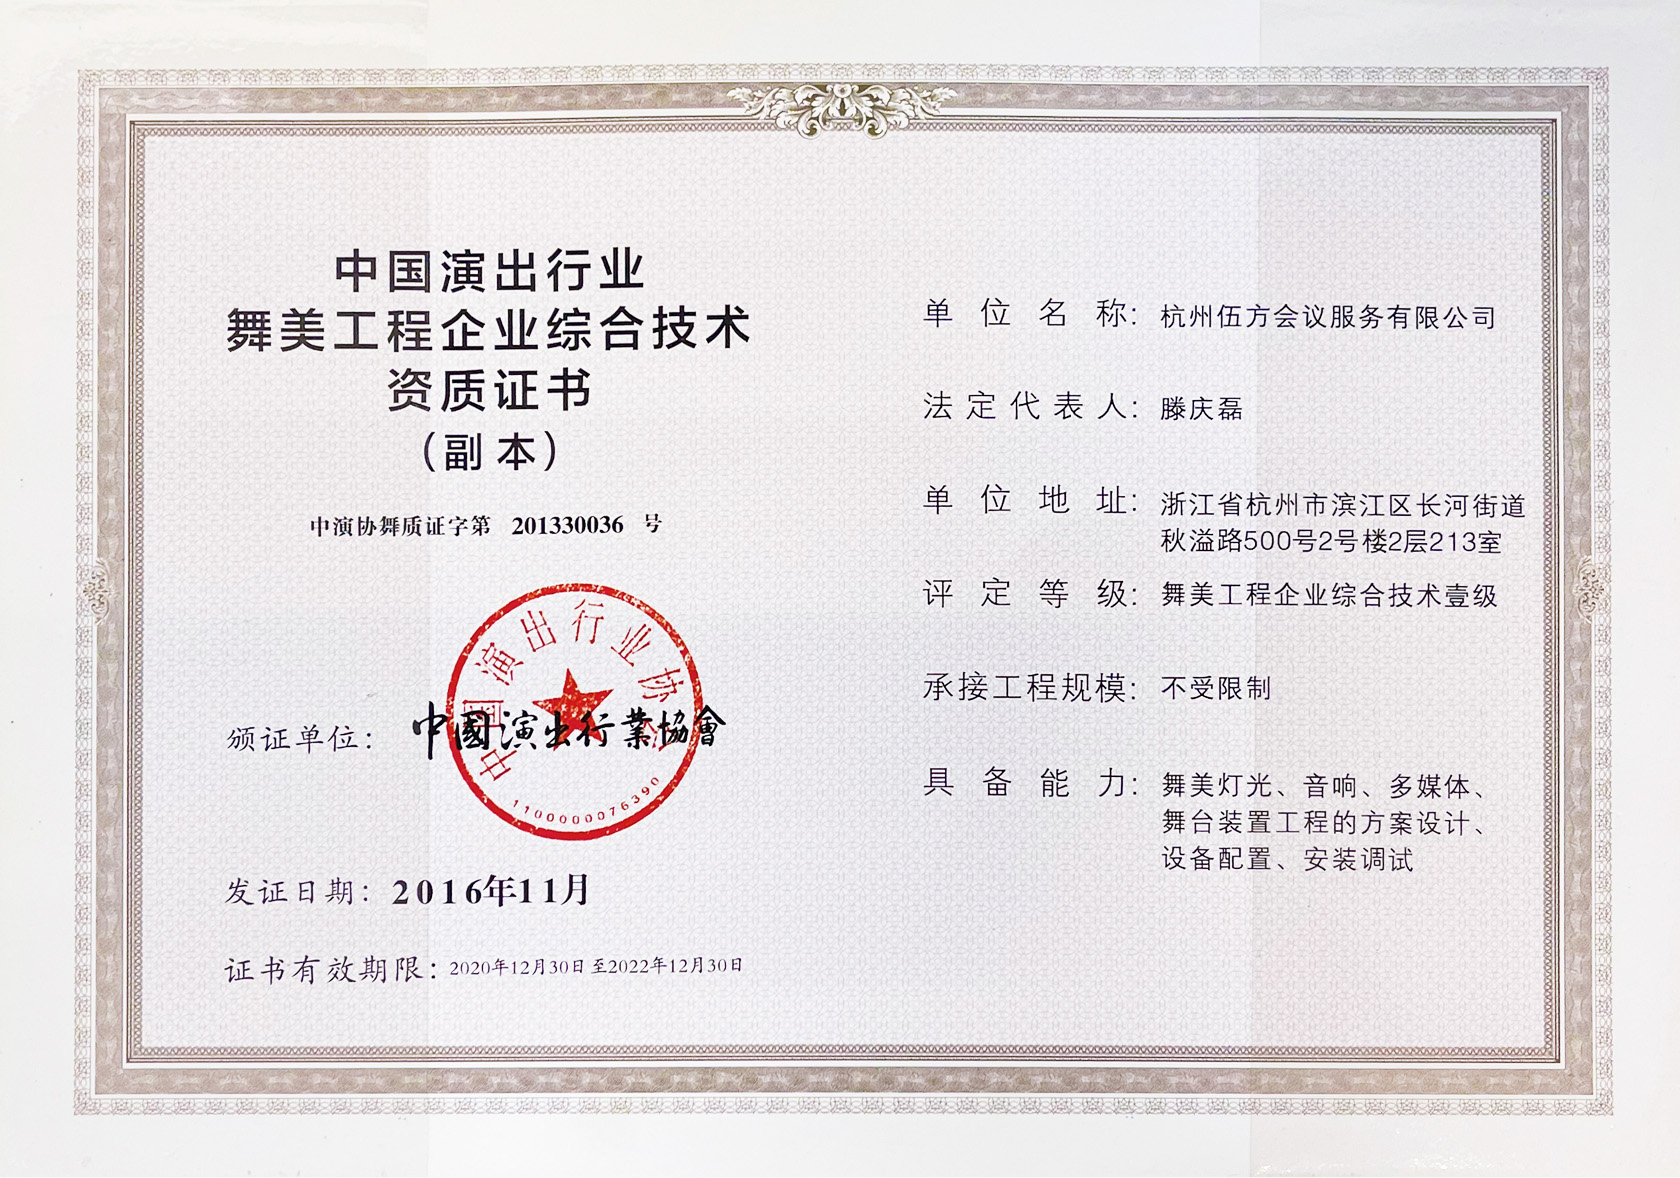 中国演出行业
舞美工程企业综合技术
资质证书
（副本）
中演协舞质证字第 201330036 号
颁证单位：中國演出行業協會
中国演出行业协会
1100000076390
发证日期：2016年11月
证书有效期限：2020年12月30日至2022年12月30日
单位名称：杭州伍方会议服务有限公司
法定代表人：滕庆磊
单位地址：浙江省杭州市滨江区长河街道
秋溢路500号2号楼2层213室
评定等级：舞美工程企业综合技术壹级
承接工程规模：不受限制
具备能力：舞美灯光、音响、多媒体、
舞台装置工程的方案设计、
设备配置、安装调试